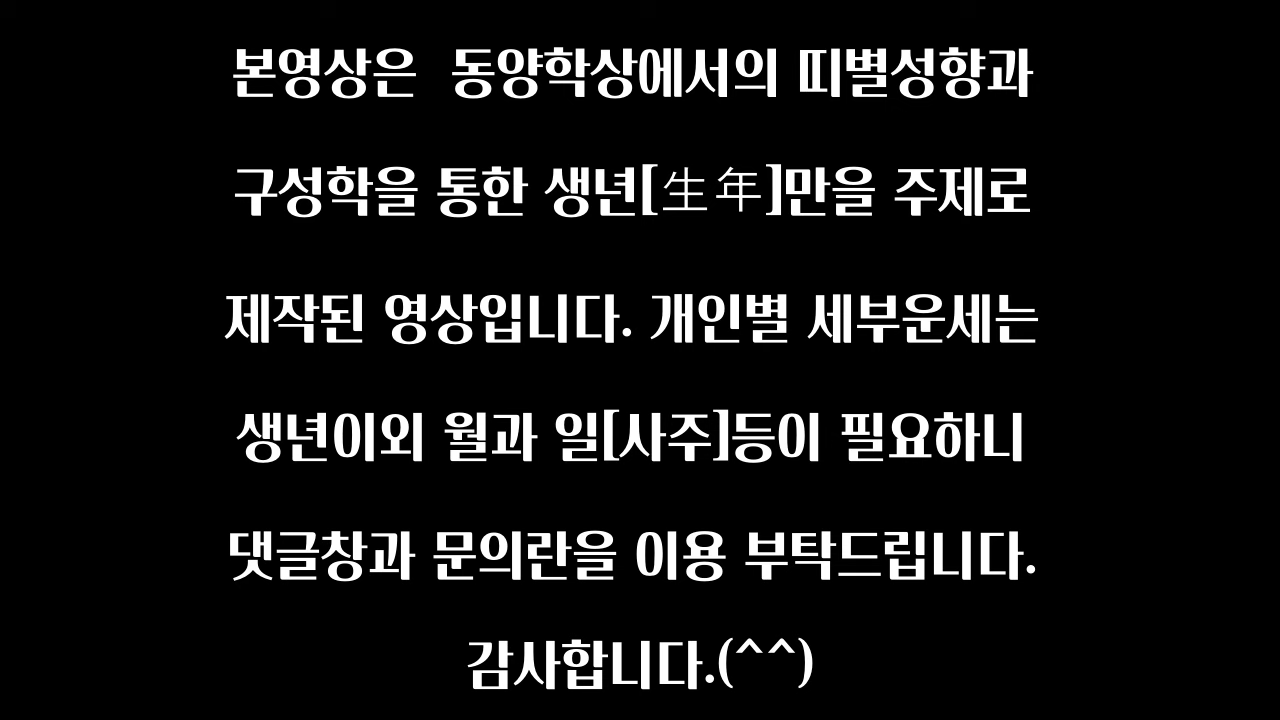 본영상은 동양학상에서의 띠별성향과
구성학을 통한 생년[生年]만을 주제로
제작된 영상입니다. 개인별 세부운세는
생년이외 월과 일[사주]등이 필요하니
댓글창과 문의란을 이용 부탁드립니다.
감사합니다.(^^)